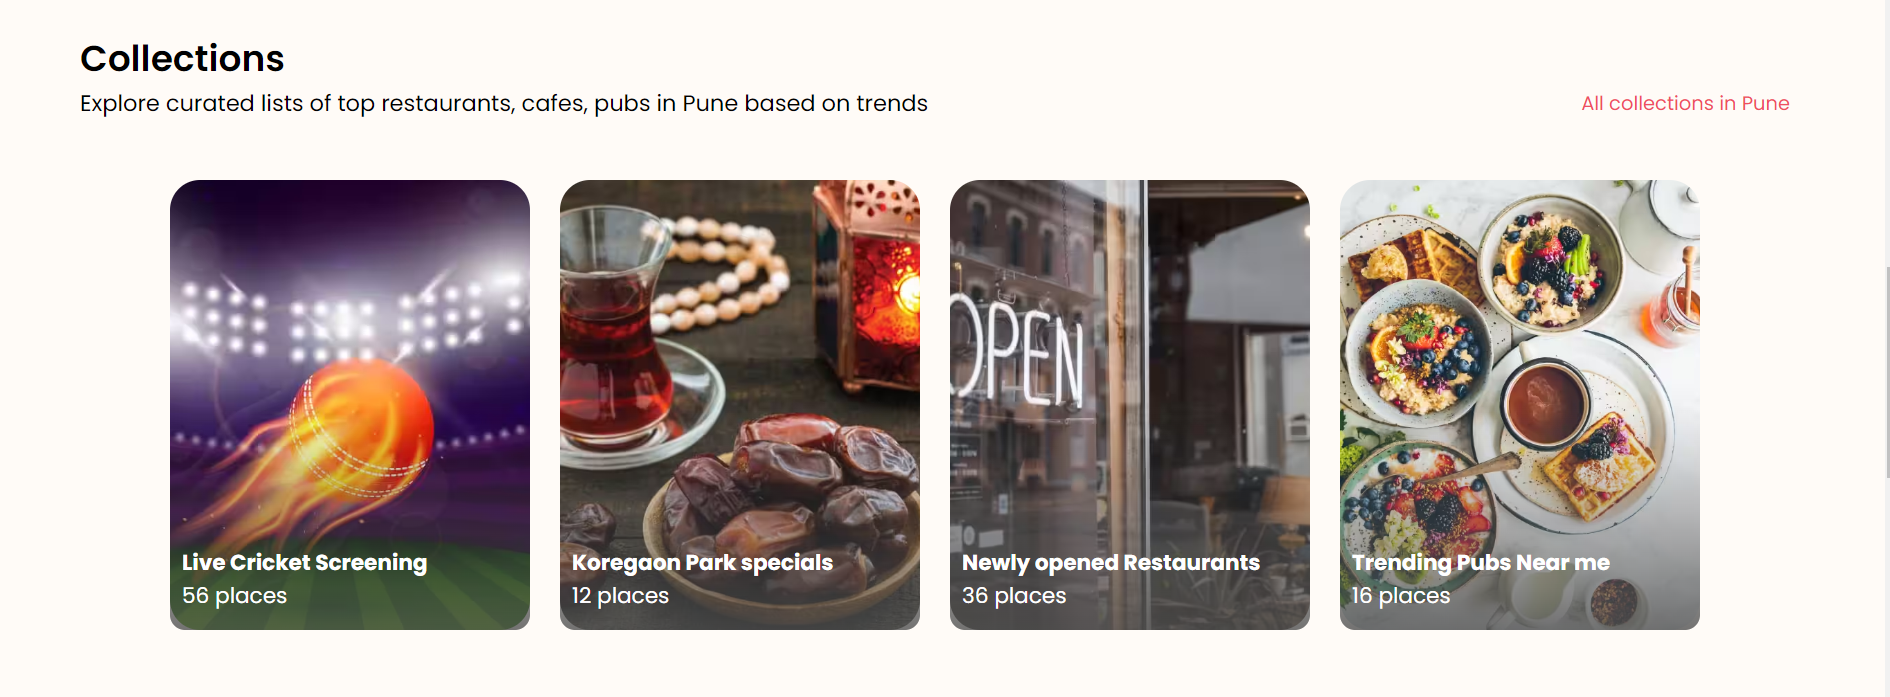 Collections
Explore curated lists of top restaurants, cafes, pubs in Pune based on trends
All collections in Pune
OPEN
Live Cricket Screening
56 places
Koregaon Park specials
12 places
Newly opened Restaurants
36 places
Trending Pubs Near me
16 places